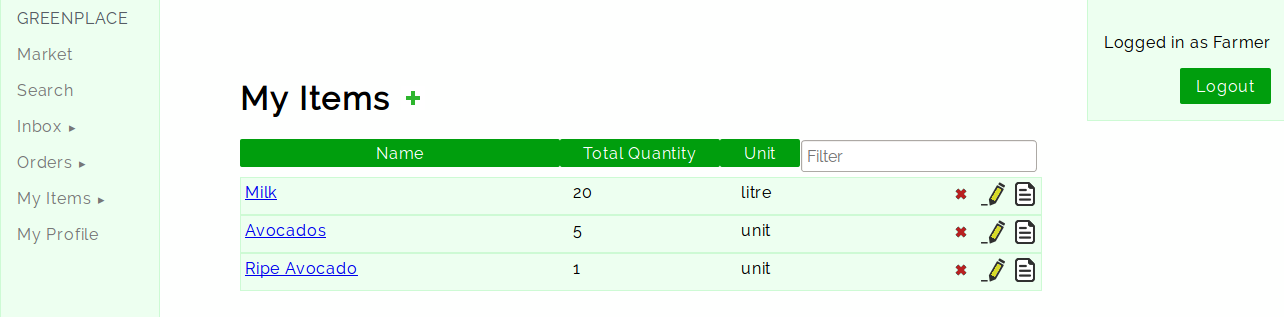 GREENPLACE
Market
Search
Inbox ▸
Orders ▸
My Items ▸
My Profile
Logged in as Farmer
Logout
My Items +
Name Total Quantity Unit Filter
Milk 20 litre
Avocados 5 unit
Ripe Avocado 1 unit